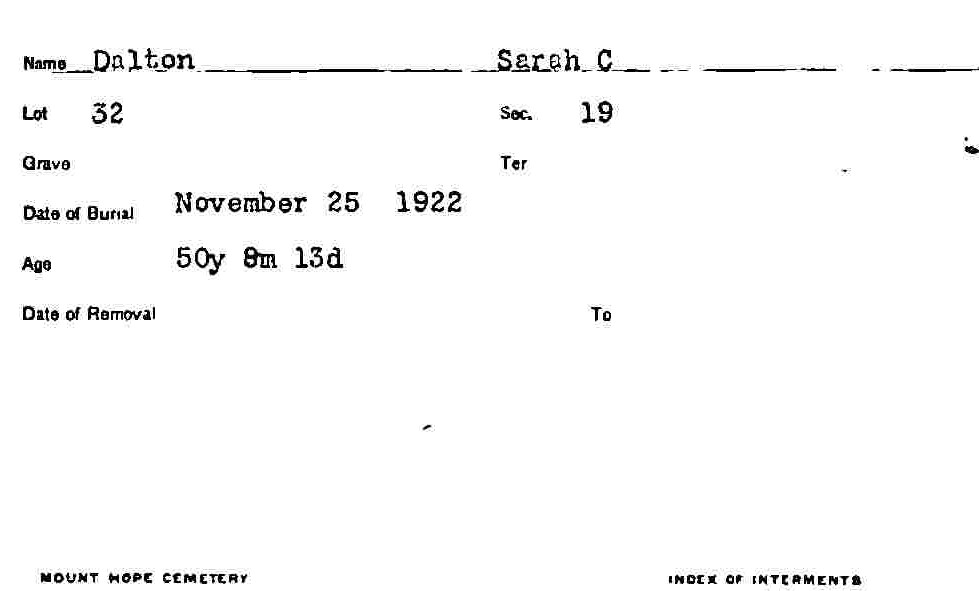 Name Dalton Sarah C
Lot 32 Sec. 19
Grave Ter
Date of Burial November 25 1922
Age 50y 8m 13d
Date of Removal To
MOUNT HOPE CEMETERY INDEX OF INTERMENTS